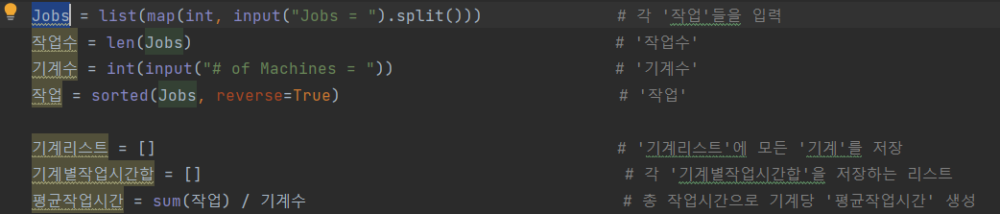 Jobs = list(map(int, input("Jobs = ").split())) # 각 '작업'들을 입력
작업수 = len(Jobs) # '작업수'
기계수 = int(input("# of Machines = ")) # '기계수'
작업 = sorted(Jobs, reverse=True) # '작업'
기계리스트 = [] # '기계리스트'에 모든 '기계'를 저장
기계별작업시간합 = [] # 각 '기계별작업시간합'을 저장하는 리스트
평균작업시간 = sum(작업) / 기계수 # 총 작업시간으로 기계당 '평균작업시간' 생성